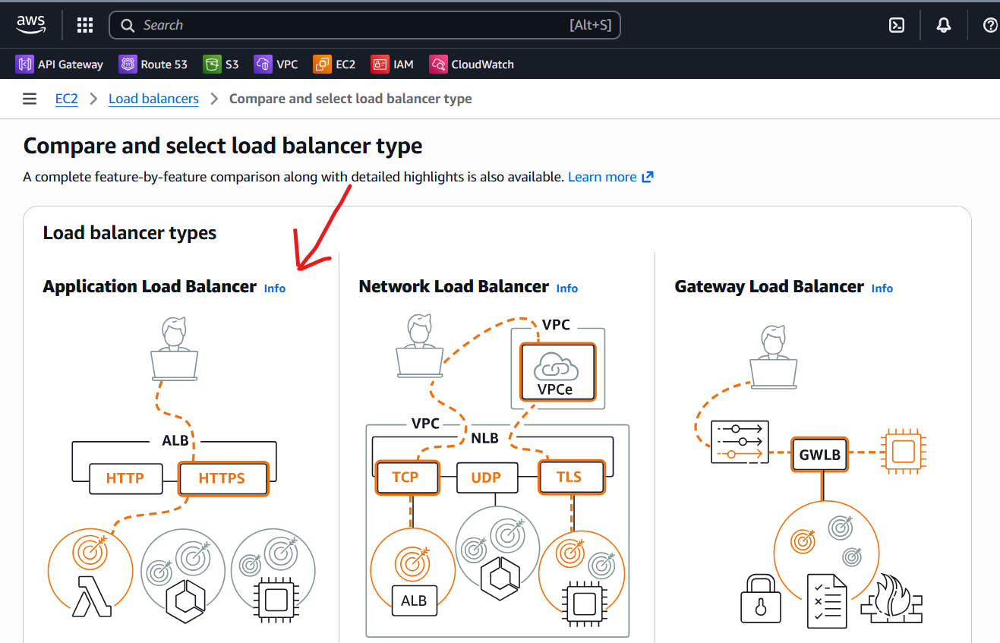 aws
Search [Alt+S]
API Gateway Route 53 S3 VPC EC2 IAM CloudWatch
EC2 Load balancers Compare and select load balancer type
Compare and select load balancer type
A complete feature-by-feature comparison along with detailed highlights is also available. Learn more
Load balancer types
Application Load Balancer Info
ALB
HTTP HTTPS
Network Load Balancer Info
VPC
VPCe
VPC
NLB
TCP UDP TLS
ALB
Gateway Load Balancer Info
GWLB